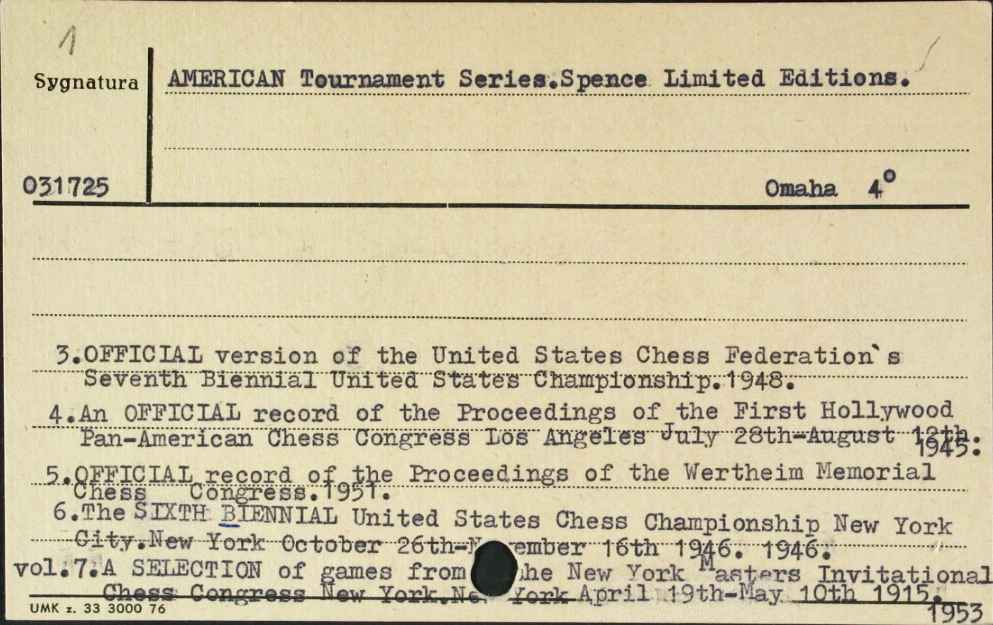 1
Sygnatura AMERICAN Tournament Series.Spence Limited Editions.
031725 Omaha 4°
3.OFFICIAL version of the United States Chess Federation`s
Seventh Biennial United States Championship.1948.
4.An OFFICIAL record of the Proceedings of the First Hollywood
Pan-American Chess Congress Los Angeles July 28th-August 12th.
1945.
5.OFFICIAL record of the Proceedings of the Wertheim Memorial
Chess Congress.1951.
6.The SIXTH BIENNIAL United States Chess Championship New York
City.New York October 26th-N ember 16th 1946. 1946.
vol.7.A SELECTION of games from he New York Masters Invitational
Chess Congress New York.Ne York April 19th-May 10th 1915.
1953
UMK z. 33 3000 76